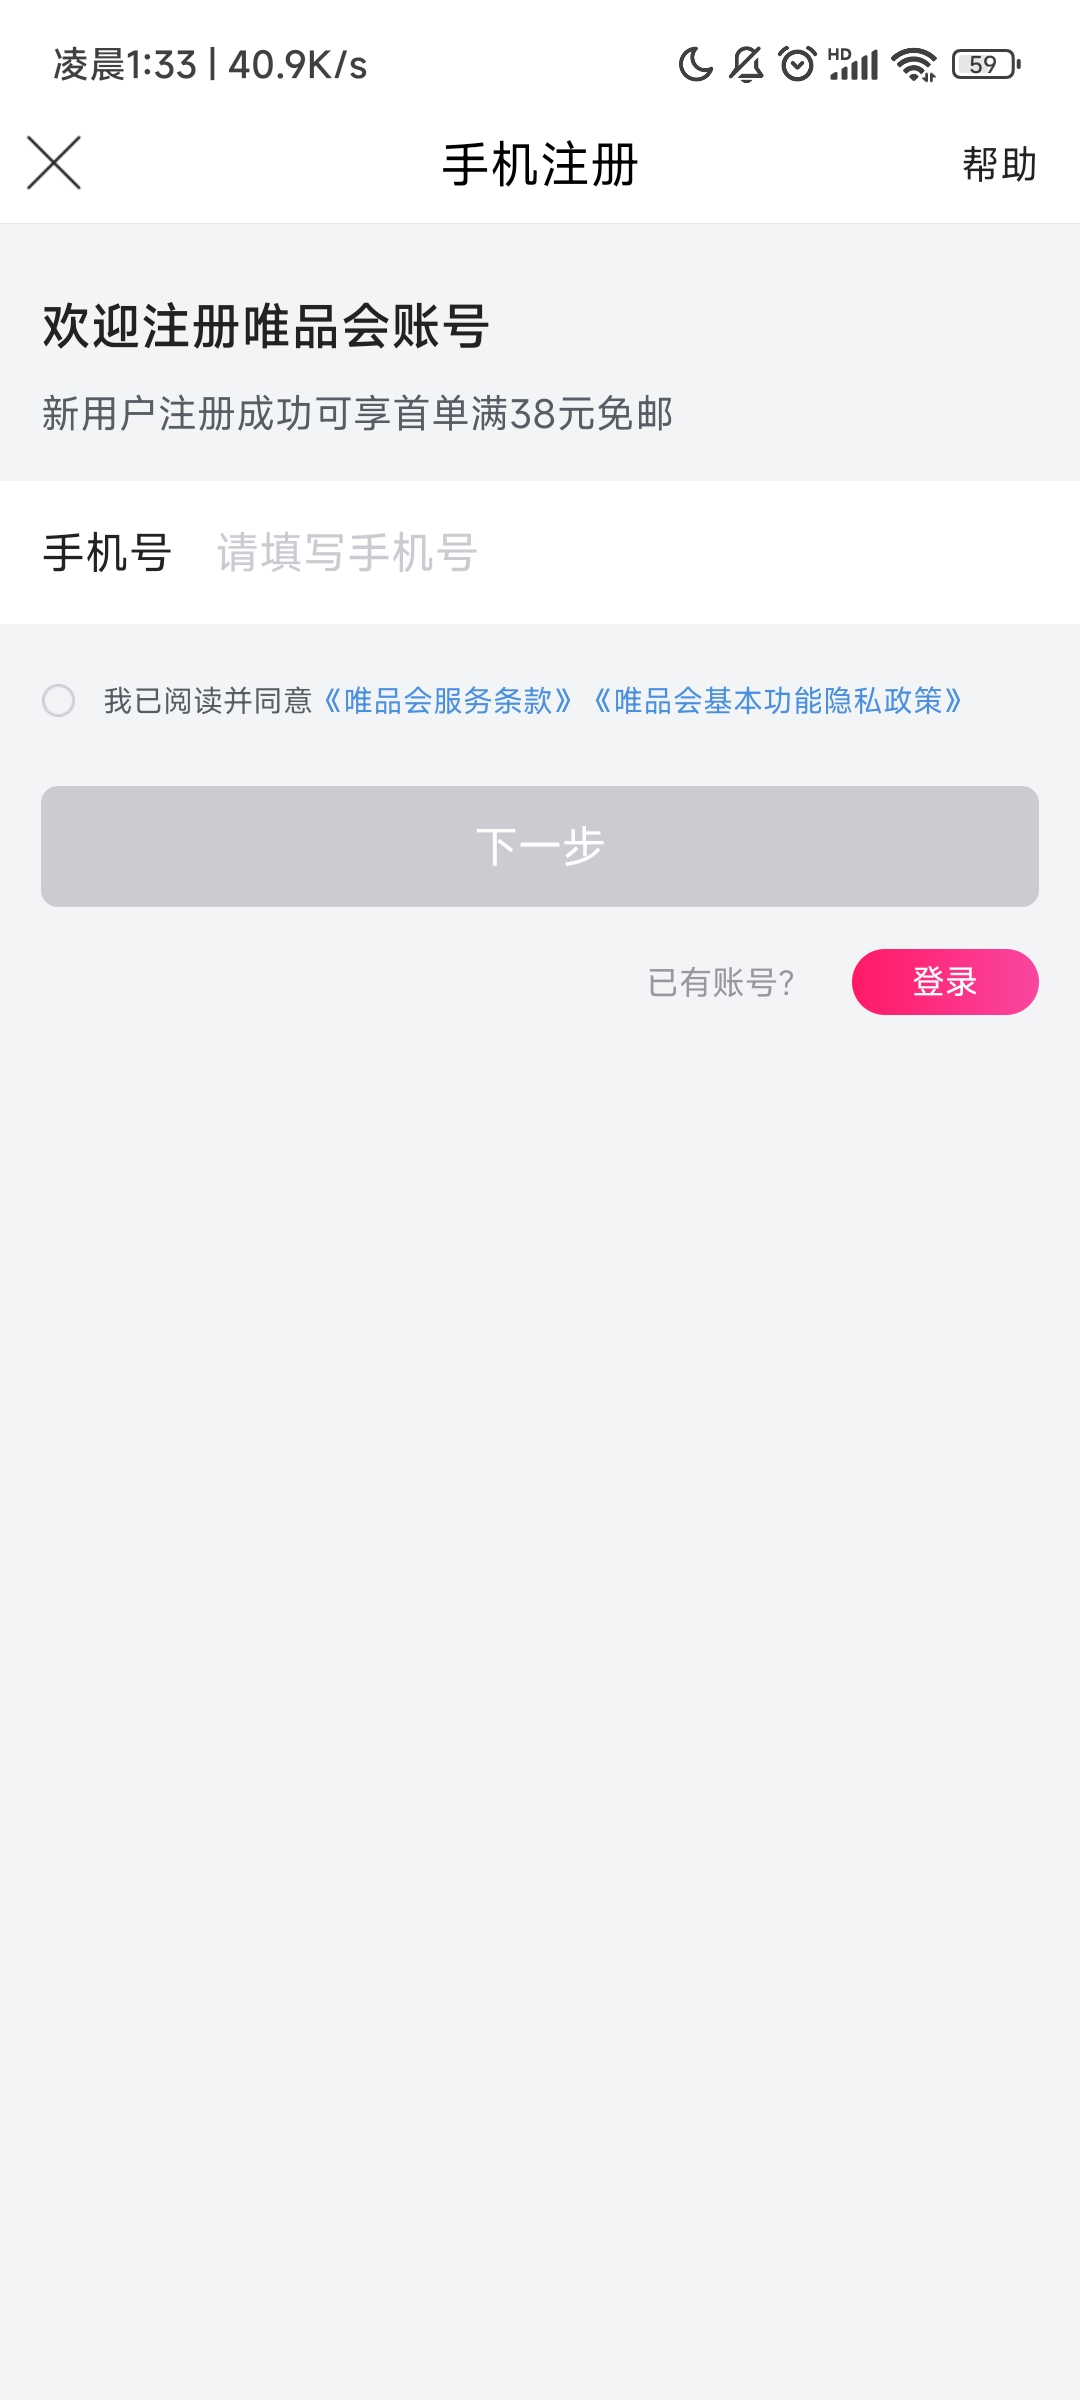 凌晨1:33 | 40.9K/s
HD
59
手机注册
帮助
欢迎注册唯品会账号
新用户注册成功可享首单满38元免邮
手机号 请填写手机号
我已阅读并同意《唯品会服务条款》《唯品会基本功能隐私政策》
下一步
已有账号?
登录